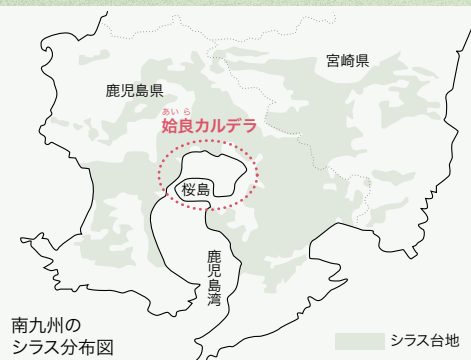 宮崎県
鹿児島県
あいら
姶良カルデラ
桜島
鹿児島湾
南九州の
シラス分布図
シラス台地